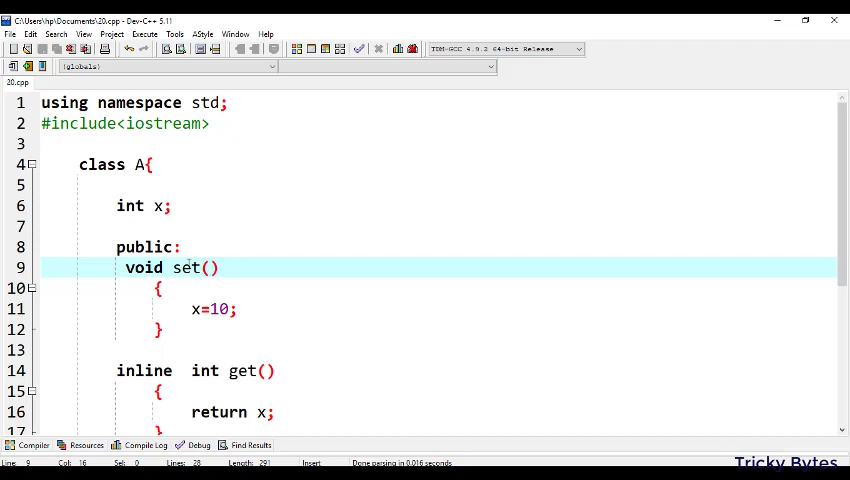 C:\Users\hp\Documents\20.cpp - Dev-C++ 5.11
File Edit Search View Project Execute Tools AStyle Window Help
TDM-GCC 4.9.2 64-bit Release
(globals)
20.cpp
1 using namespace std;
2 #include<iostream>
3
4 class A{
5
6 int x;
7
8 public:
9 void set()
10 {
11 x=10;
12 }
13
14 inline int get()
15 {
16 return x;
17 }
Compiler Resources Compile Log Debug Find Results
Line: 9 Col: 16 Sel: 0 Lines: 28 Length: 291 Insert Done parsing in 0.016 seconds
Tricky Bytes